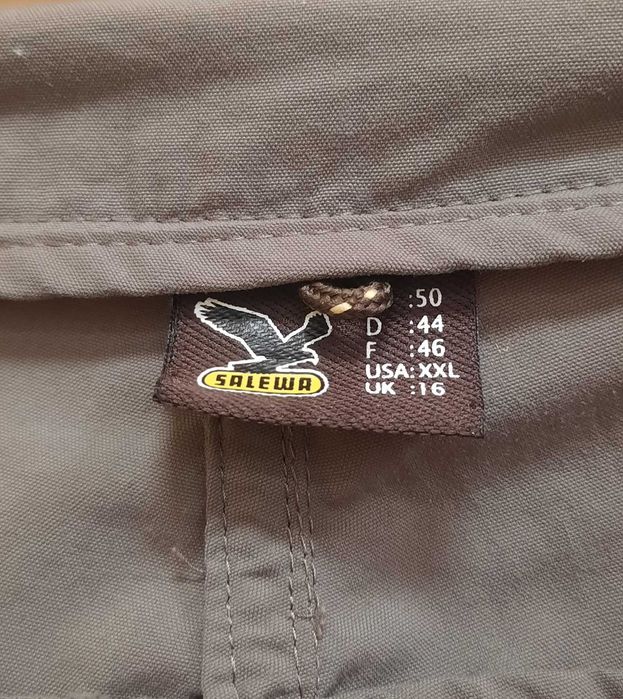 SALEWA
:50
D :44
F :46
USA:XXL
UK :16